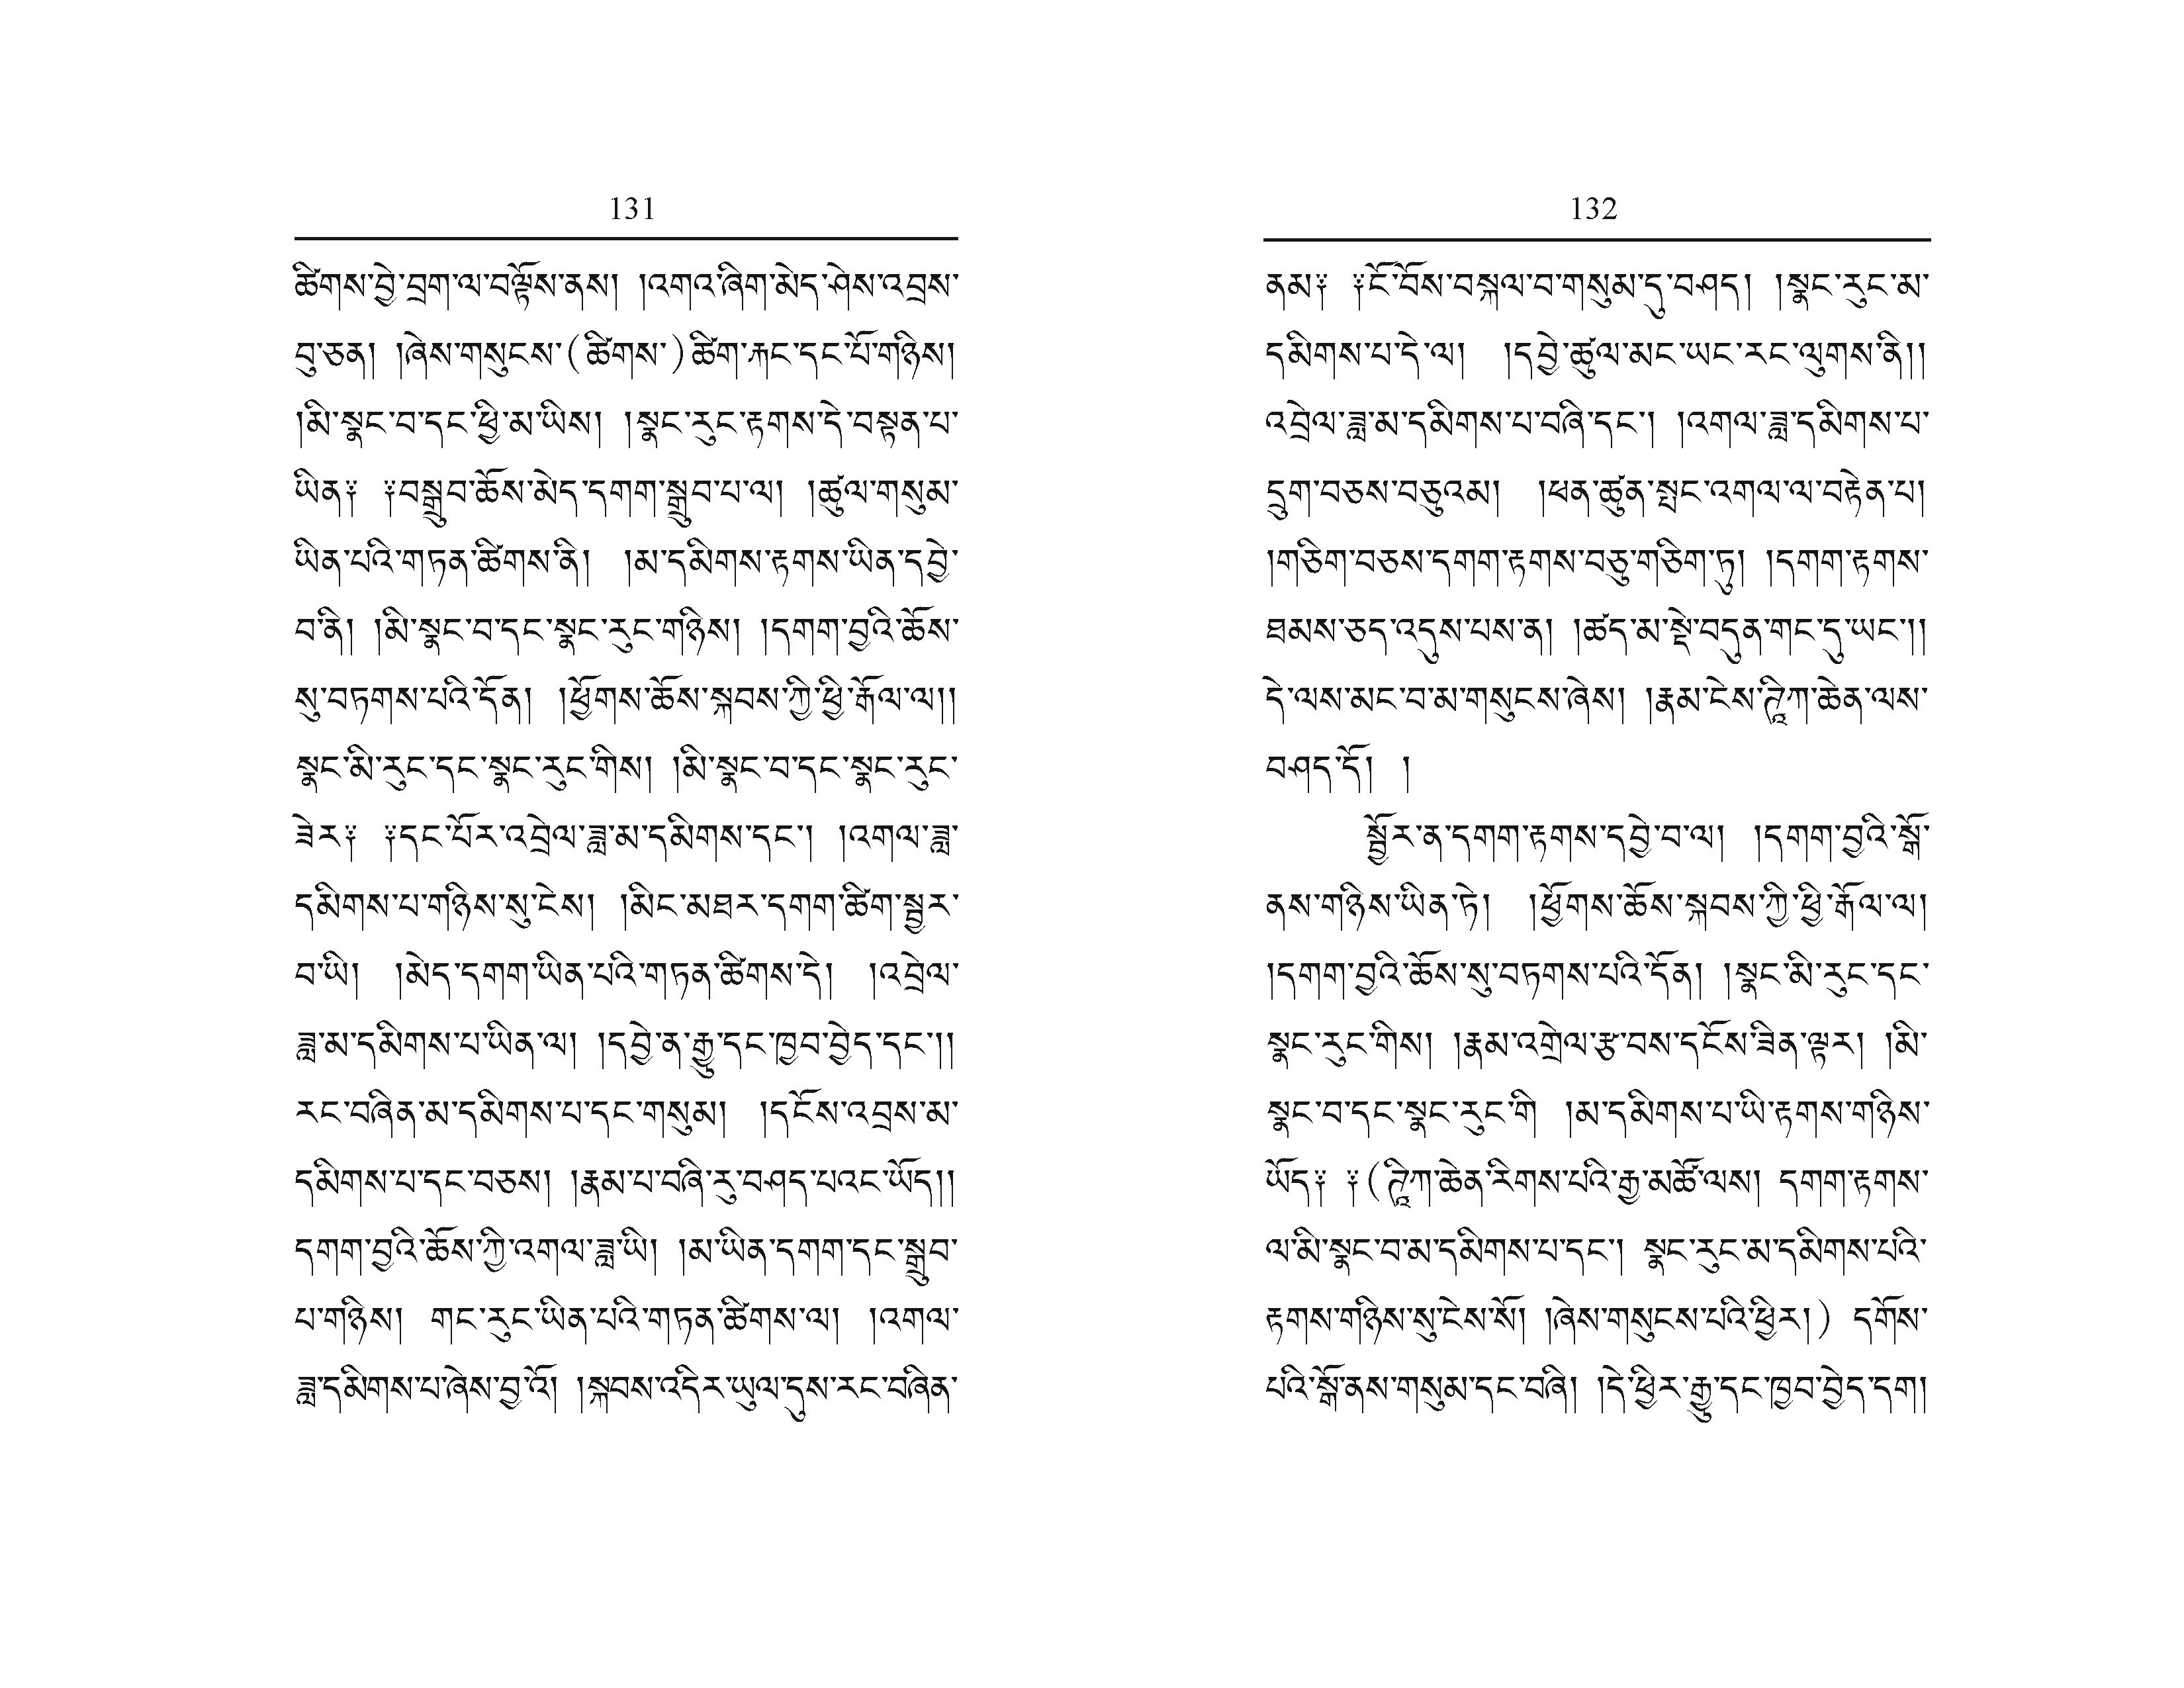 131
ཚིགས་བྱེ་བྲག་ལ་བལྟོས་ནས། །འགའ་ཞིག་མེད་ཤེས་འབྲས་
བུ་ཅན། །ཞེས་གསུངས་(ཚིགས་)ཚིག་རྐང་དང་པོ་གཉིས།
།མི་སྣང་བ་དང་ཕྱི་མ་ཡིས། །སྣང་རུང་རྟགས་དེ་བསྟན་པ་
ཡིན༑ ༑བསྒྲུབ་ཆོས་མེད་དགག་སྒྲུབ་པ་ལ། །ཚུལ་གསུམ་
ཡིན་པའི་གཏན་ཚིགས་ནི། །མ་དམིགས་རྟགས་ཡིན་དབྱེ་
བ་ནི། །མི་སྣང་བ་དང་སྣང་རུང་གཉིས། །དགག་བྱའི་ཆོས་
སུ་བཏགས་པའི་དོན། །ཕྱོགས་ཆོས་སྐབས་ཀྱི་ཕྱི་རྒོལ་ལ།།
སྣང་མི་རུང་དང་སྣང་རུང་གིས། །མི་སྣང་བ་དང་སྣང་རུང་
ཟེར༑ ༑དང་པོར་འབྲེལ་ཟླ་མ་དམིགས་དང་། །འགལ་ཟླ་
དམིགས་པ་གཉིས་སུ་ངེས། །མིང་མཐར་དགག་ཚིག་སྦྱར་
བ་ཡི། །མེད་དགག་ཡིན་པའི་གཏན་ཚིགས་དེ། །འབྲེལ་
ཟླ་མ་དམིགས་པ་ཡིན་ལ། །དབྱེ་ན་རྒྱུ་དང་ཁྱབ་བྱེད་དང་།།
རང་བཞིན་མ་དམིགས་པ་དང་གསུམ། །དངོས་འབྲས་མ་
དམིགས་པ་དང་བཅས། །རྣམ་པ་བཞི་རུ་བཤད་པའང་ཡོད།།
དགག་བྱའི་ཆོས་ཀྱི་འགལ་ཟླ་ཡི། །མ་ཡིན་དགག་དང་སྒྲུབ་
པ་གཉིས། གང་རུང་ཡིན་པའི་གཏན་ཚིགས་ལ། །འགལ་
ཟླ་དམིགས་པ་ཞེས་བྱ་འོ། །སྐབས་འདིར་ཡུལ་དུས་རང་བཞིན་
132
ནམ༑ ༑ངོ་བོས་བསྐལ་བ་གསུམ་དུ་བཤད། །སྣང་རུང་མ་
དམིགས་པ་དེ་ལ། །དབྱེ་ཚུལ་མང་ཡང་རང་ལུགས་ནི།།
འབྲེལ་ཟླ་མ་དམིགས་པ་བཞི་དང་། །འགལ་ཟླ་དམིགས་པ་
དྲུག་བཅས་བཅུའམ། །ཕན་ཚུན་སྤང་འགལ་ལ་བརྟེན་པ།
།གཅིག་བཅས་དགག་རྟགས་བཅུ་གཅིག་ཏུ། །དགག་རྟགས་
ཐམས་ཅད་འདུས་པས་ན། །ཚད་མ་སྡེ་བདུན་གང་དུ་ཡང་།།
དེ་ལས་མང་བ་མ་གསུངས་ཞེས། །རྣམ་ངེས་ཊཱིཀ་ཆེན་ལས་
བཤད་དོ། །
སྦྱོར་ན་དགག་རྟགས་དབྱེ་བ་ལ། །དགག་བྱའི་སྒོ་
ནས་གཉིས་ཡིན་ཏེ། །ཕྱོགས་ཆོས་སྐབས་ཀྱི་ཕྱི་རྒོལ་ལ།
།དགག་བྱའི་ཆོས་སུ་བཏགས་པའི་དོན། །སྣང་མི་རུང་དང་
སྣང་རུང་གིས། །རྣམ་འགྲེལ་རྩ་བས་དངོས་ཟིན་ལྟར། །མི་
སྣང་བ་དང་སྣང་རུང་གི །མ་དམིགས་པ་ཡི་རྟགས་གཉིས་
ཡོད༑ ༑(ཊཱིཀ་ཆེན་རིགས་པའི་རྒྱ་མཚོ་ལས། དགག་རྟགས་
ལ་མི་སྣང་བ་མ་དམིགས་པ་དང་། སྣང་རུང་མ་དམིགས་པའི་
རྟགས་གཉིས་སུ་ངེས་སོ། །ཞེས་གསུངས་པའི་ཕྱིར།) དགོས་
པའི་སྒོ་ནས་གསུམ་དང་བཞི། །དེ་ཕྱིར་རྒྱུ་དང་ཁྱབ་བྱེད་དག།